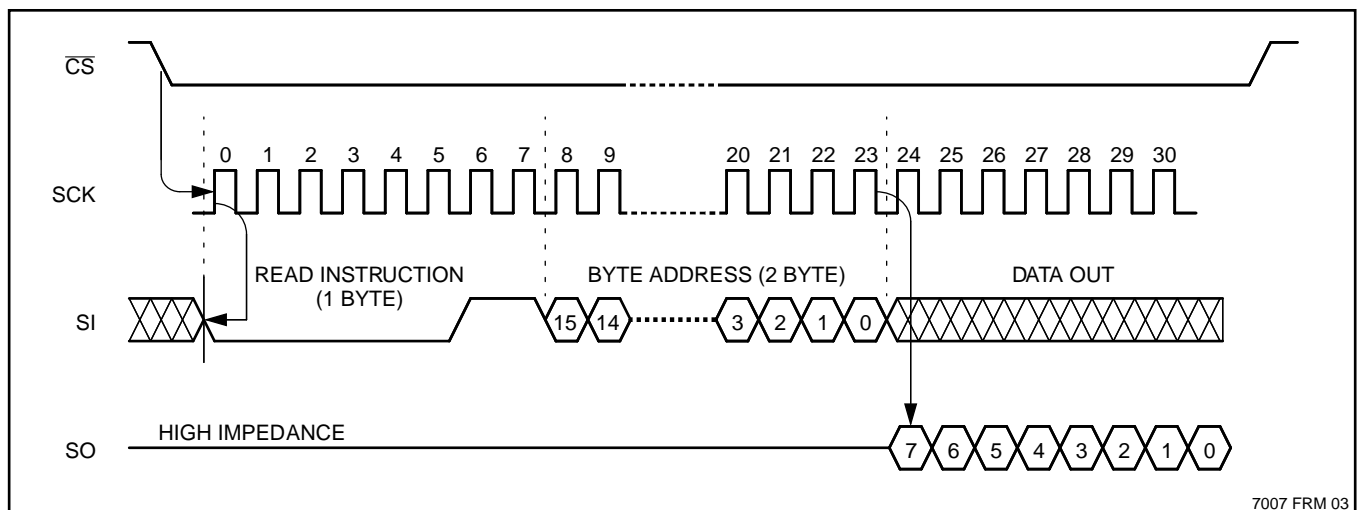 CS
0 1 2 3 4 5 6 7 8 9 20 21 22 23 24 25 26 27 28 29 30
SCK
READ INSTRUCTION
(1 BYTE)
BYTE ADDRESS (2 BYTE)
DATA OUT
SI
15 14 3 2 1 0
HIGH IMPEDANCE
SO
7 6 5 4 3 2 1 0
7007 FRM 03